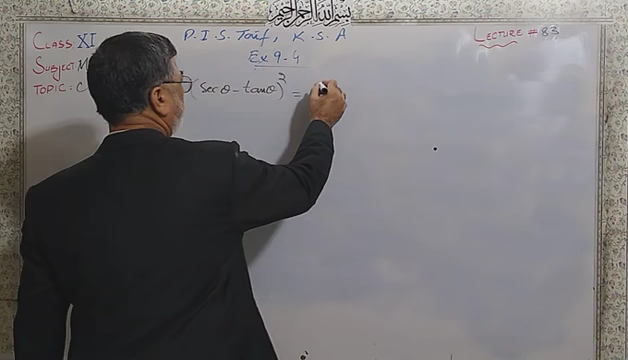 بسم الله الرحمن الرحيم
CLASS XI P.I.S. Taif, K.S.A LECTURE # 83
SUBJECT: M
Ex 9.4
TOPIC: C (sec θ - tan θ)² =